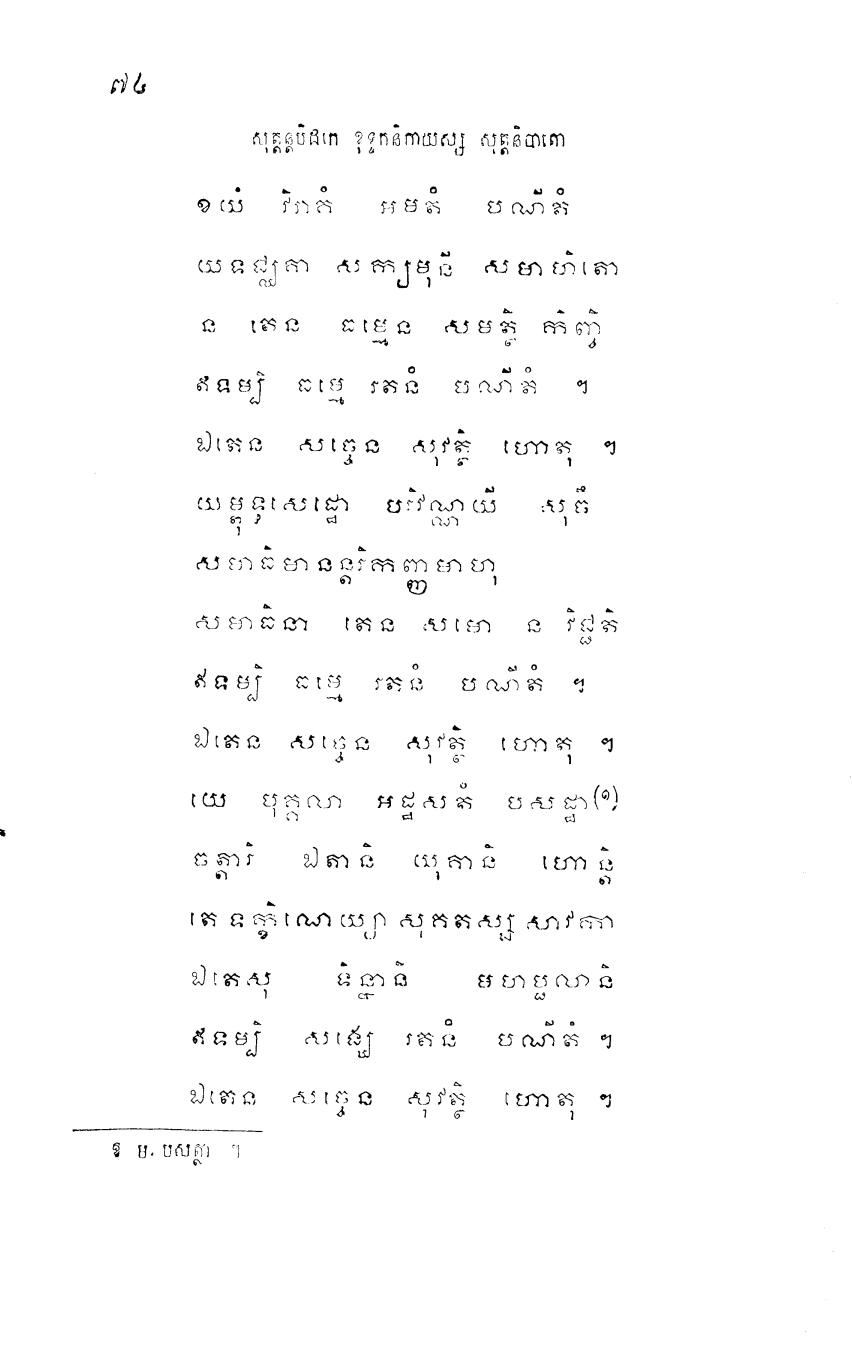 ៧៤
សុត្តន្តបិដកេ ខុទ្ទកនិកាយស្ស សុត្តនិបាតោ
ខយំ វិរាគំ អមតំ បណីតំ
យទជ្ឈគា សក្យមុនី សមាហិតោ
ន តេន ធម្មេន សមត្ថិ កិញ្ចិ
ឥទម្បិ ធម្មេ រតនំ បណីតំ ។
ឯតេន សច្ចេន សុវត្ថិ ហោតុ ។
យម្ពុទ្ធសេដ្ឋោ បរិវណ្ណយី សុចឹ
សមាធិមានន្តរិកញ្ញមាហុ
សមាធិនា តេន សមោ ន វិជ្ជតិ
ឥទម្បិ ធម្មេ រតនំ បណីតំ ។
ឯតេន សច្ចេន សុវត្ថិ ហោតុ ។
យេ បុគ្គលា អដ្ឋសតំ បសដ្ឋា(១)
ចត្តារិ ឯតានិ យុគានិ ហោន្តិ
តេ ទក្ខិណេយ្យា សុគតស្ស សាវកា
ឯតេសុ ទិន្នានិ មហប្ផលានិ
ឥទម្បិ សង្ឃេ រតនំ បណីតំ ។
ឯតេន សច្ចេន សុវត្ថិ ហោតុ ។
១ ម. បសត្ថា ។